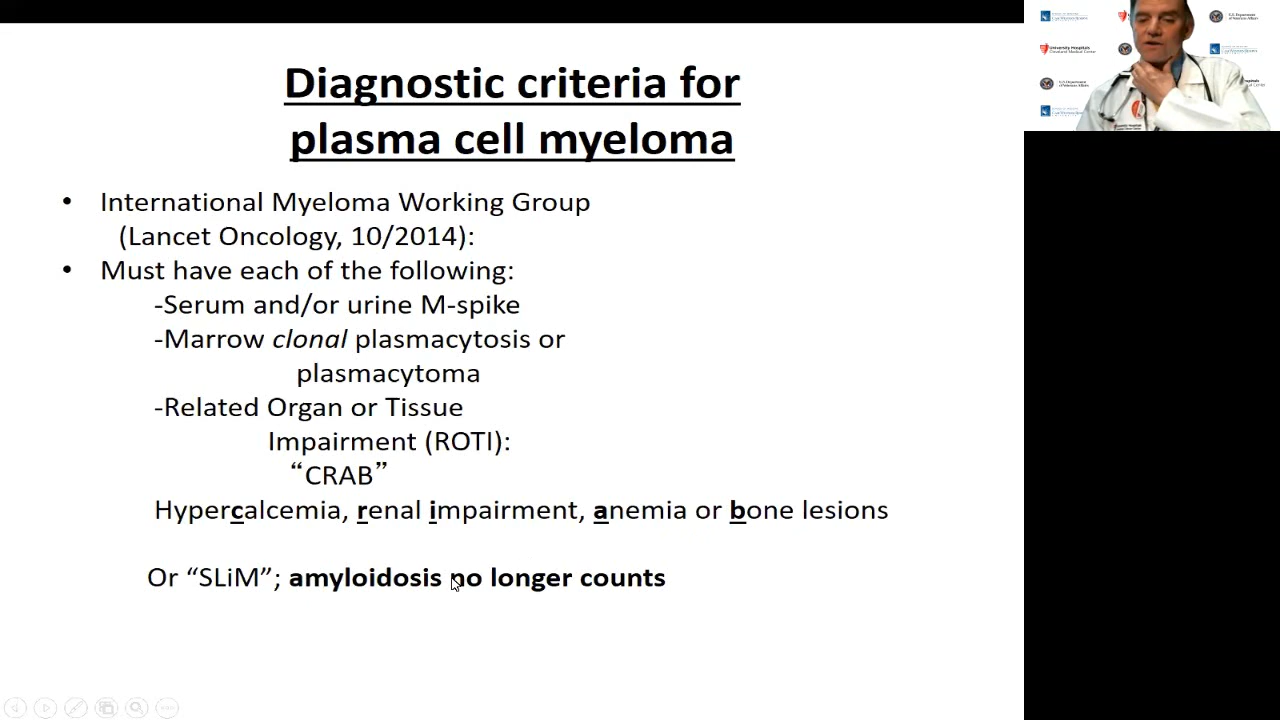 Diagnostic criteria for
plasma cell myeloma
• International Myeloma Working Group
(Lancet Oncology, 10/2014):
• Must have each of the following:
-Serum and/or urine M-spike
-Marrow clonal plasmacytosis or
plasmacytoma
-Related Organ or Tissue
Impairment (ROTI):
“CRAB”
Hypercalcemia, renal impairment, anemia or bone lesions
Or “SLiM”; amyloidosis no longer counts
University Hospitals